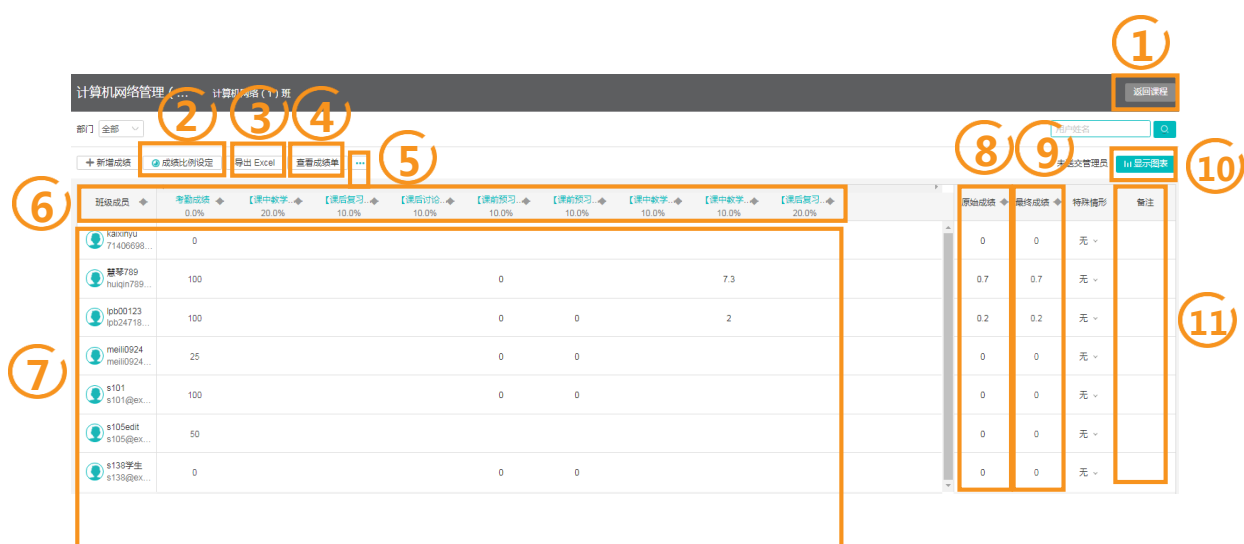 1
计算机网络管理 (... 计算机网络 ( 1 ) 班 返回课程
2 3 4
部门 全部 用户姓名
5 8 9
新增成绩 成绩比例设定 导出 Excel 查看成绩单 ... 交管理员 显示图表
10
6
班级成员 考勤成绩 【课中教学... 【课后复习... 【课后讨论... 【课前预习... 【课前预习... 【课中教学... 【课中教学... 【课后复习... 原始成绩 最终成绩 特殊情形 备注
0.0% 20.0% 10.0% 10.0% 10.0% 10.0% 10.0% 10.0% 20.0%
kaixinyu
71406698... 0 0 0 无
慧琴789
huiqin789... 100 0 7.3 0.7 0.7 无
lpb00123
lpb24718... 100 0 0 2 0.2 0.2 无
11
meili0924
meili0924... 25 0 0 0 0 无
7
s101
s101@ex... 100 0 0 0 0 无
s105edit
s105@ex... 50 0 0 无
s138学生
s138@ex... 0 0 0 0 0 无